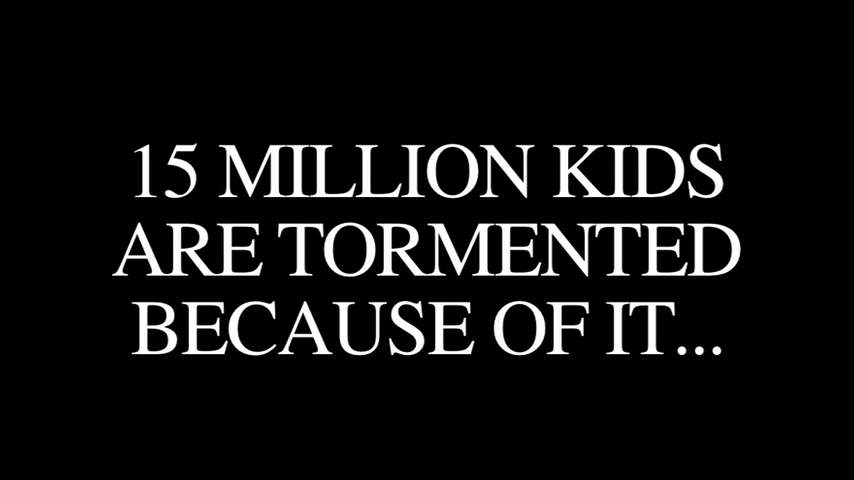 15 MILLION KIDS
ARE TORMENTED
BECAUSE OF IT...